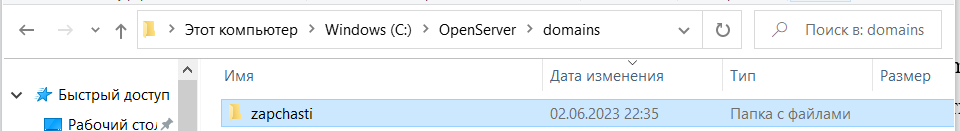 Этот компьютер > Windows (C:) > OpenServer > domains
Поиск в: domains
Имя Дата изменения Тип Размер
Быстрый доступ
zapchasti 02.06.2023 22:35 Папка с файлами
Рабочий стол